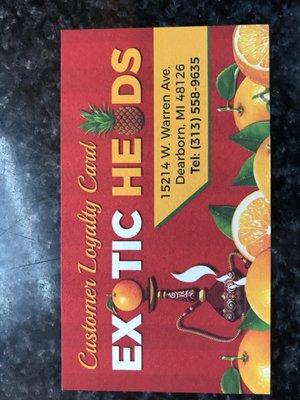 Customer Loyalty Card
EXOTIC HEADS
15214 W. Warren Ave.
Dearborn, MI 48126
Tel: (313) 558-9635